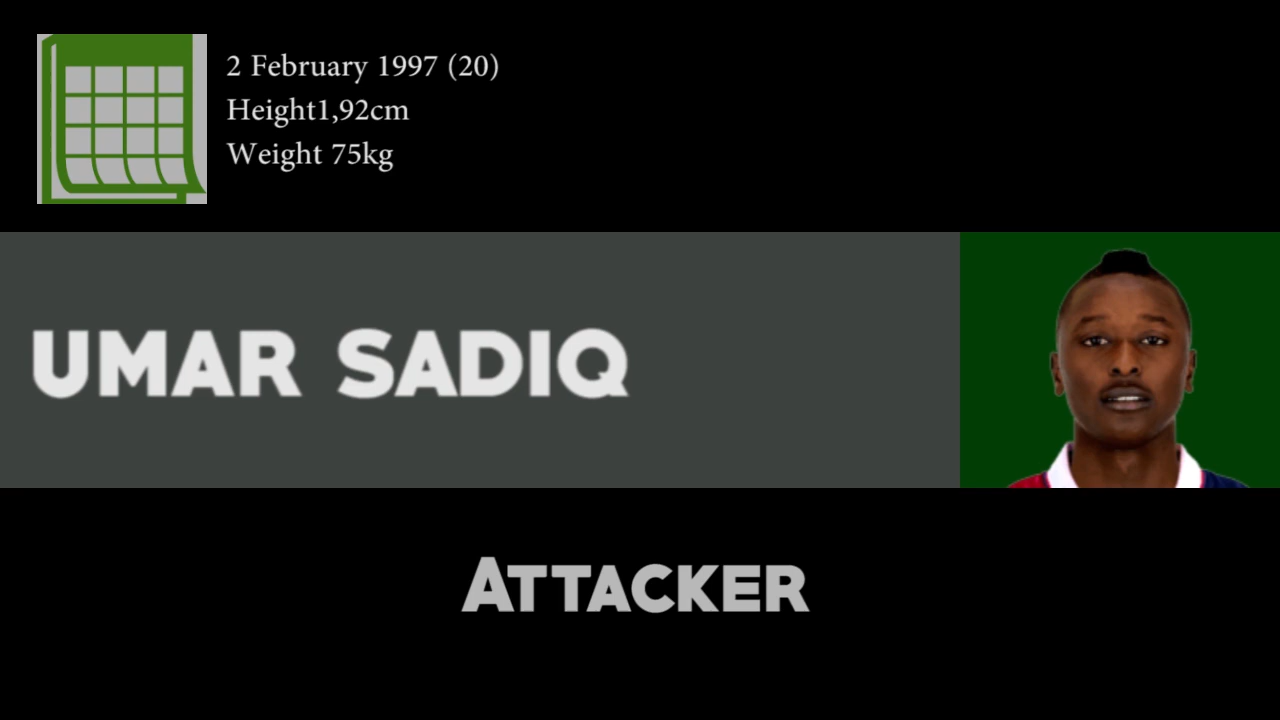 2 February 1997 (20)
Height1,92cm
Weight 75kg
UMAR SADIQ
ATTACKER